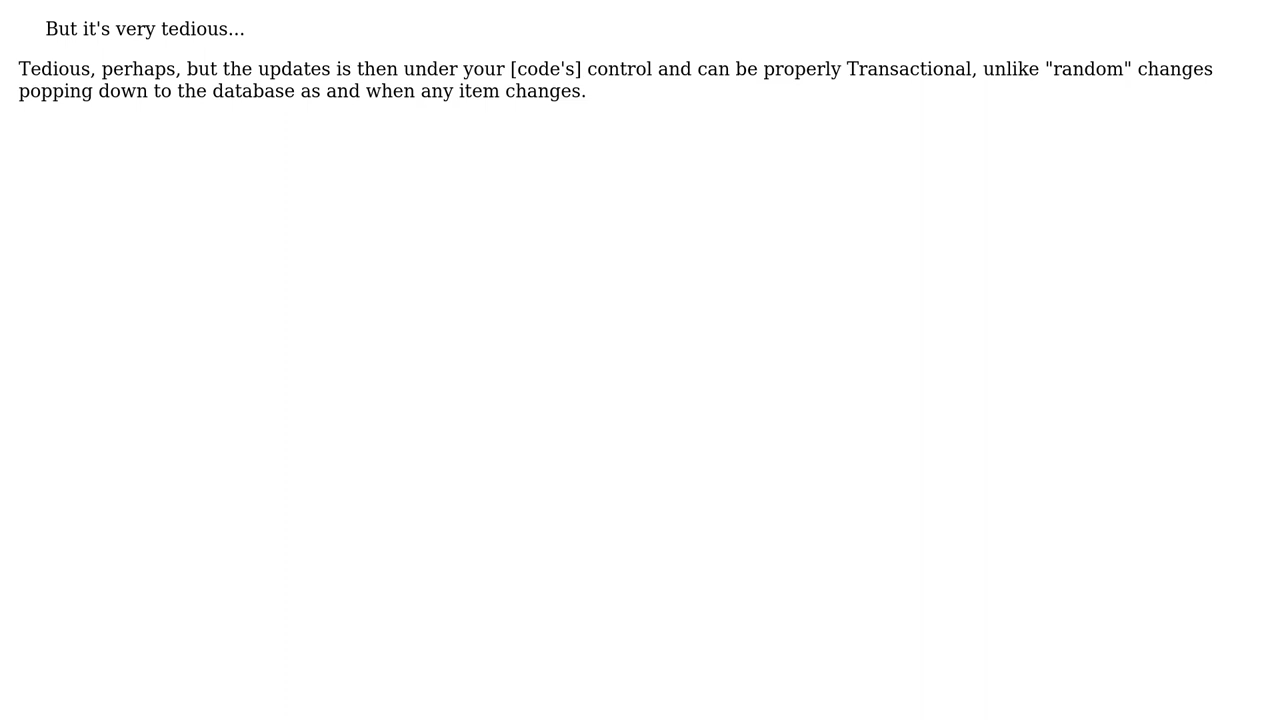 But it's very tedious...
Tedious, perhaps, but the updates is then under your [code's] control and can be properly Transactional, unlike "random" changes
popping down to the database as and when any item changes.